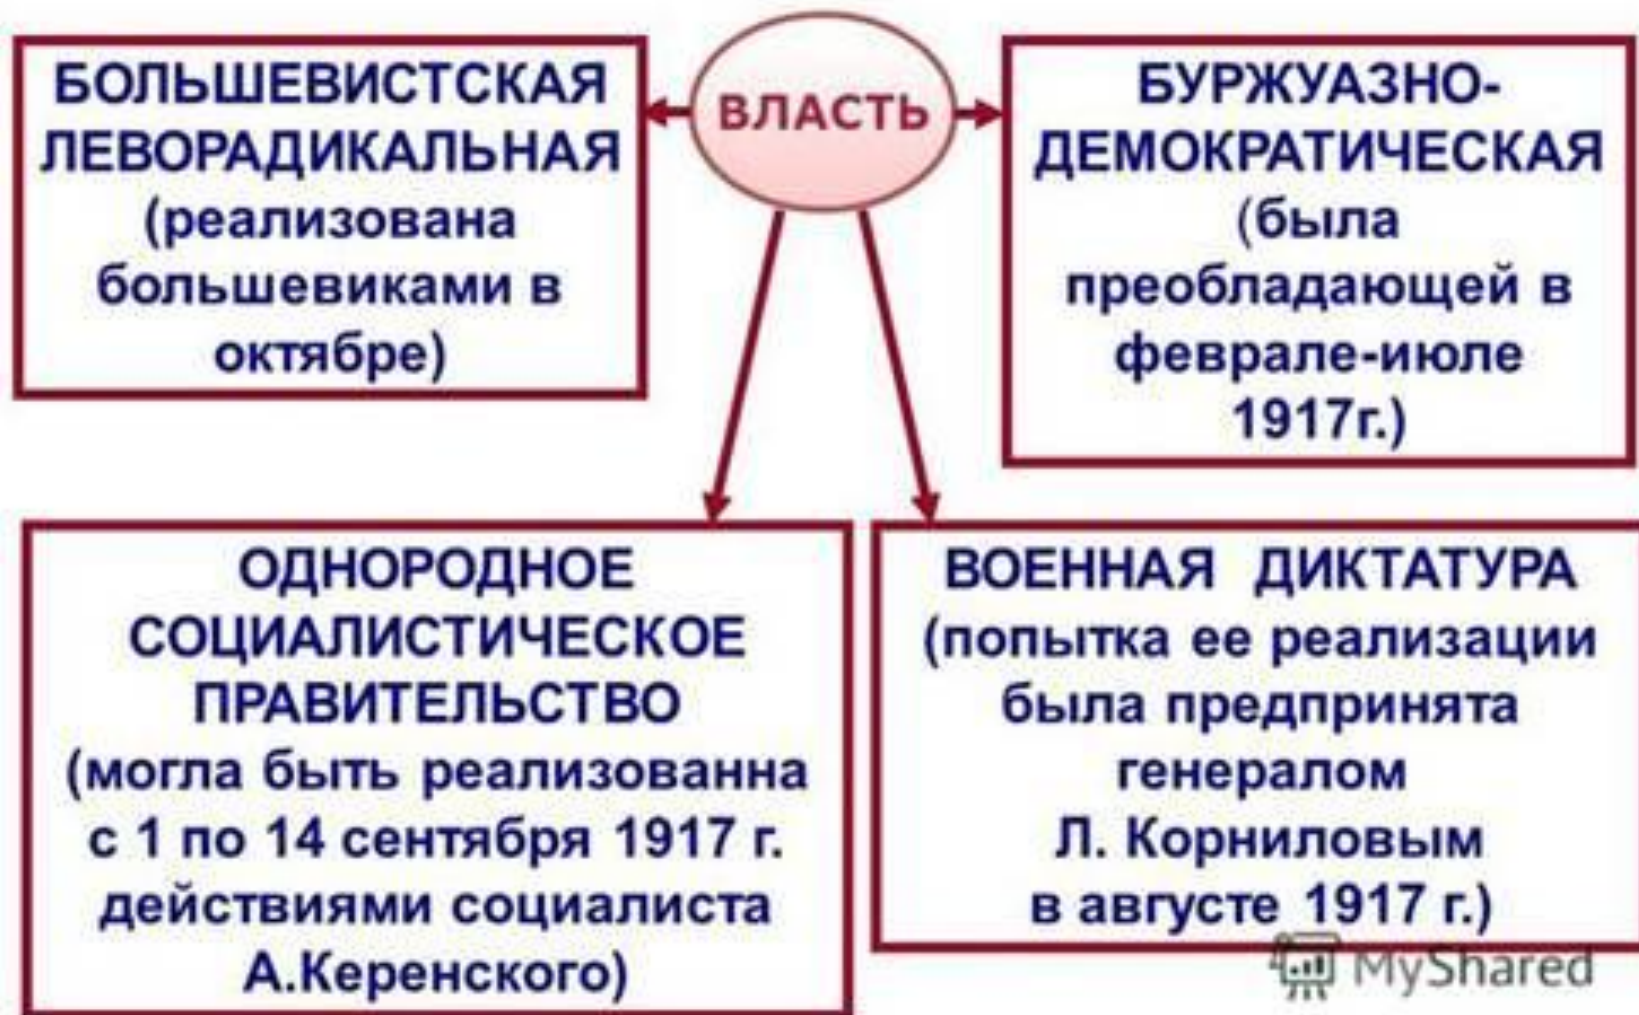 ВЛАСТЬ
БОЛЬШЕВИСТСКАЯ
ЛЕВОРАДИКАЛЬНАЯ
(реализована
большевиками в
октябре)
БУРЖУАЗНО-
ДЕМОКРАТИЧЕСКАЯ
(была
преобладающей в
феврале-июле
1917г.)
ОДНОРОДНОЕ
СОЦИАЛИСТИЧЕСКОЕ
ПРАВИТЕЛЬСТВО
(могла быть реализованна
с 1 по 14 сентября 1917 г.
действиями социалиста
А.Керенского)
ВОЕННАЯ ДИКТАТУРА
(попытка ее реализации
была предпринята
генералом
Л. Корниловым
в августе 1917 г.)
MyShared